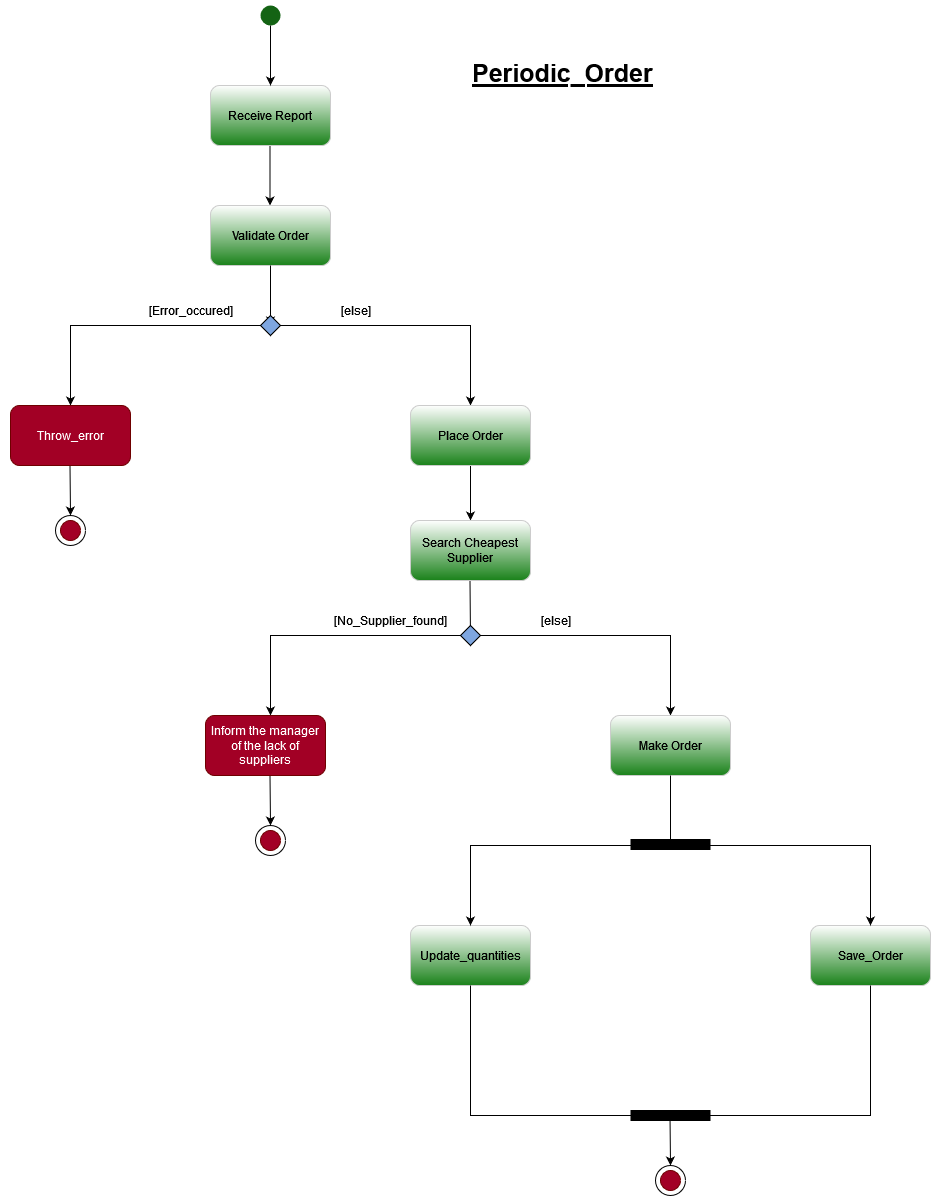 Periodic_Order
Receive Report
Validate Order
[Error_occured]
[else]
Throw_error
Place Order
Search Cheapest
Supplier
[No_Supplier_found]
[else]
Inform the manager
of the lack of
suppliers
Make Order
Update_quantities
Save_Order